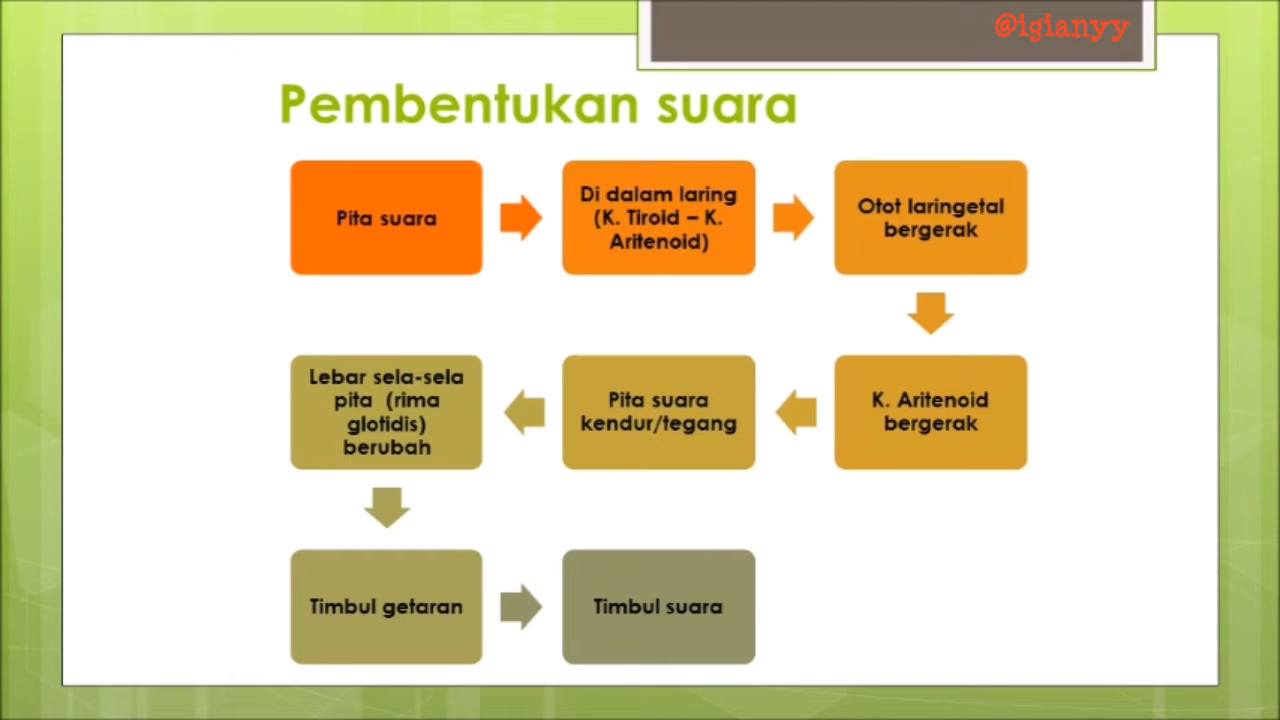 @igianyy
Pembentukan suara
Pita suara
Di dalam laring
(K. Tiroid – K.
Aritenoid)
Otot laringetal
bergerak
K. Aritenoid
bergerak
Pita suara
kendur/tegang
Lebar sela-sela
pita (rima
glotidis)
berubah
Timbul getaran
Timbul suara